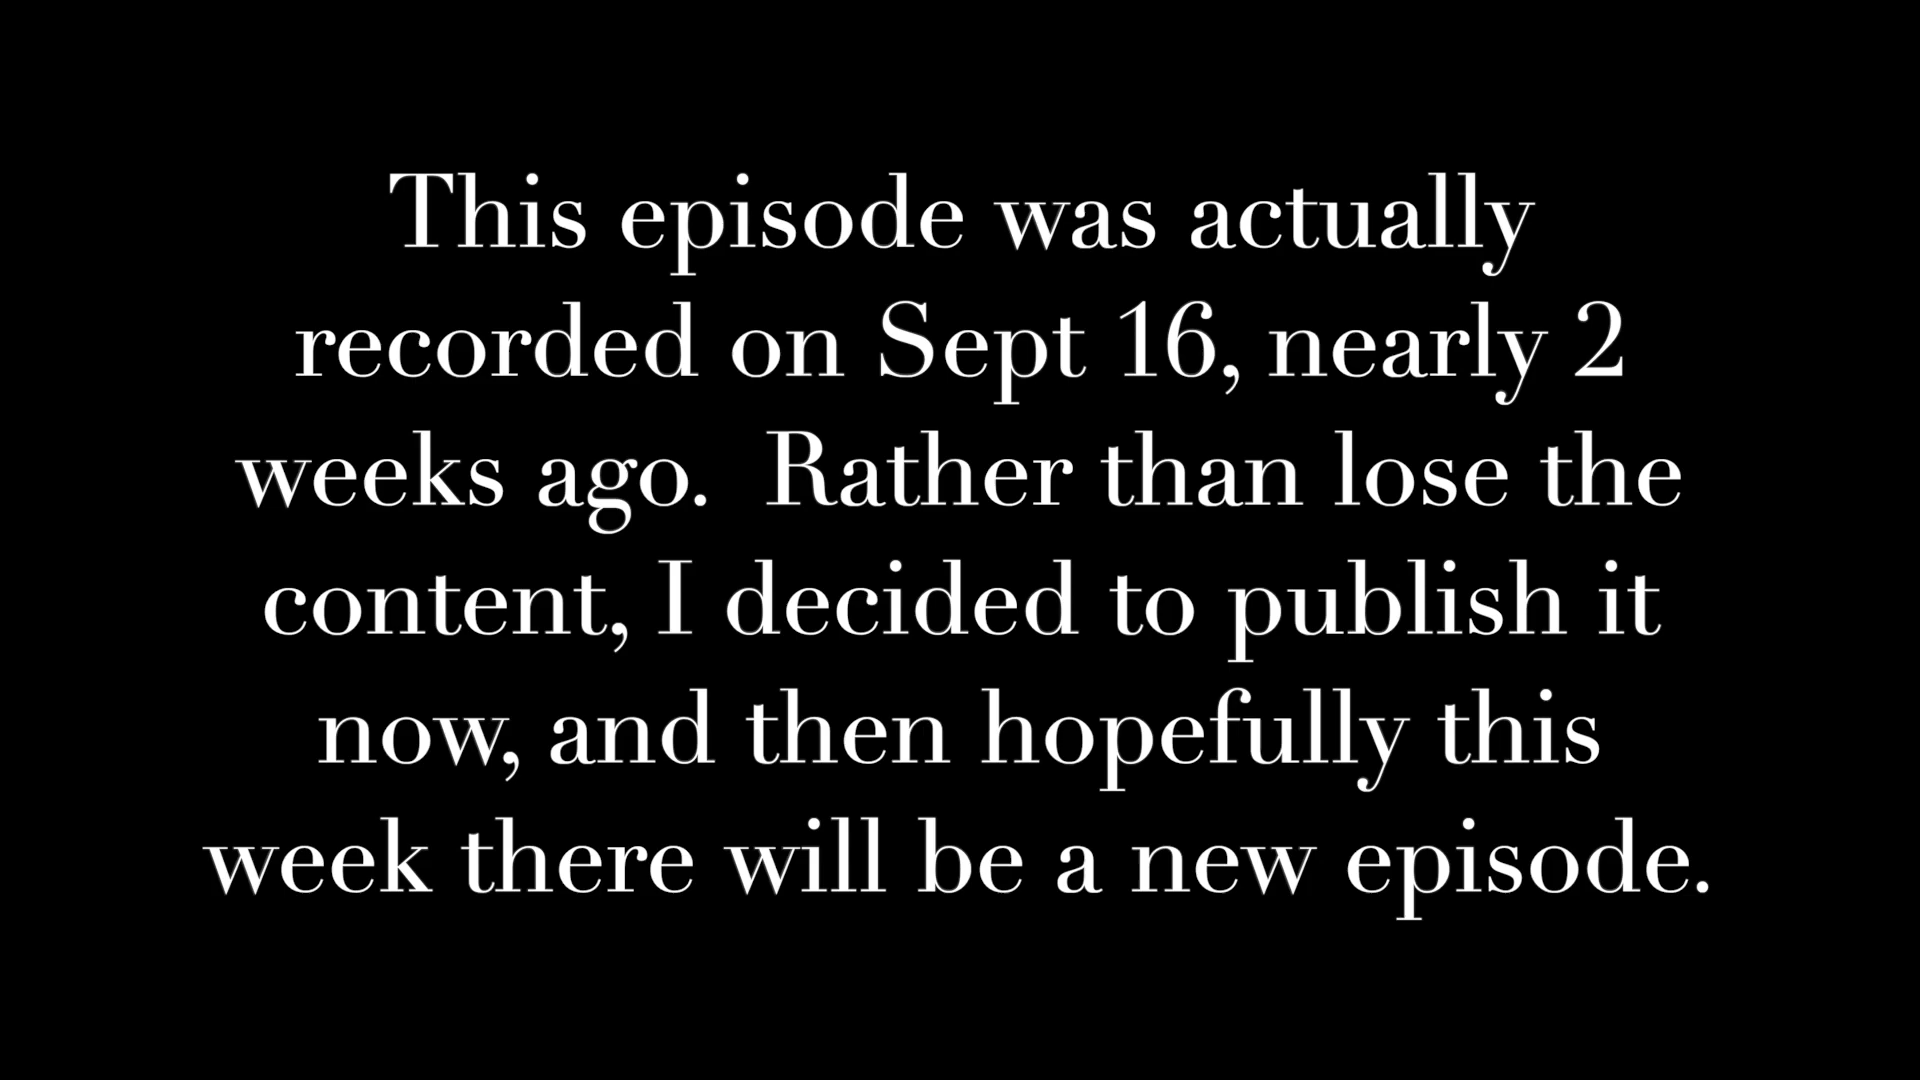 This episode was actually
recorded on Sept 16, nearly 2
weeks ago.  Rather than lose the
content, I decided to publish it
now, and then hopefully this
week there will be a new episode.